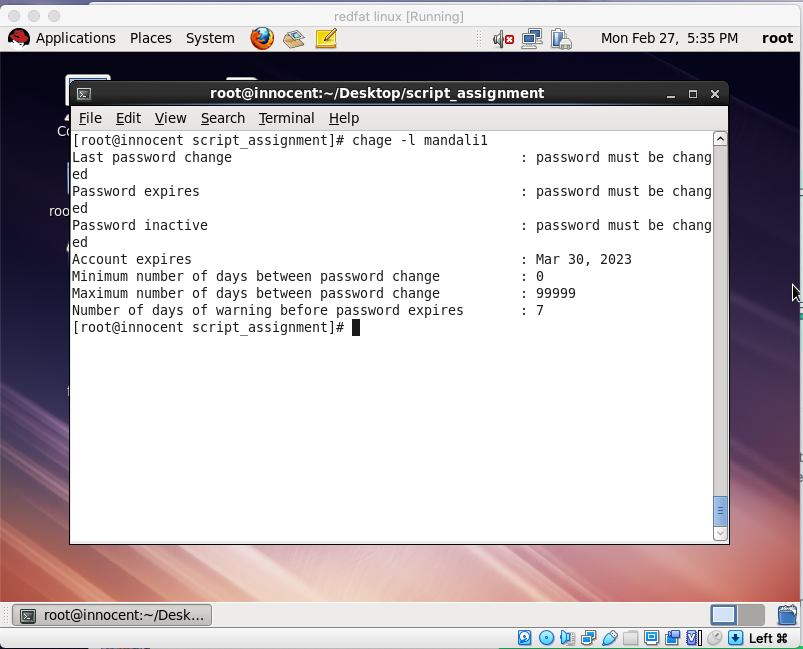 redfat linux [Running]
Applications Places System Mon Feb 27, 5:35 PM root
root@innocent:~/Desktop/script_assignment
File Edit View Search Terminal Help
[root@innocent script_assignment]# chage -l mandali1
Last password change : password must be chang
ed
Password expires : password must be chang
ed
Password inactive : password must be chang
ed
Account expires : Mar 30, 2023
Minimum number of days between password change : 0
Maximum number of days between password change : 99999
Number of days of warning before password expires : 7
[root@innocent script_assignment]#
root@innocent:~/Desk...
Left ⌘